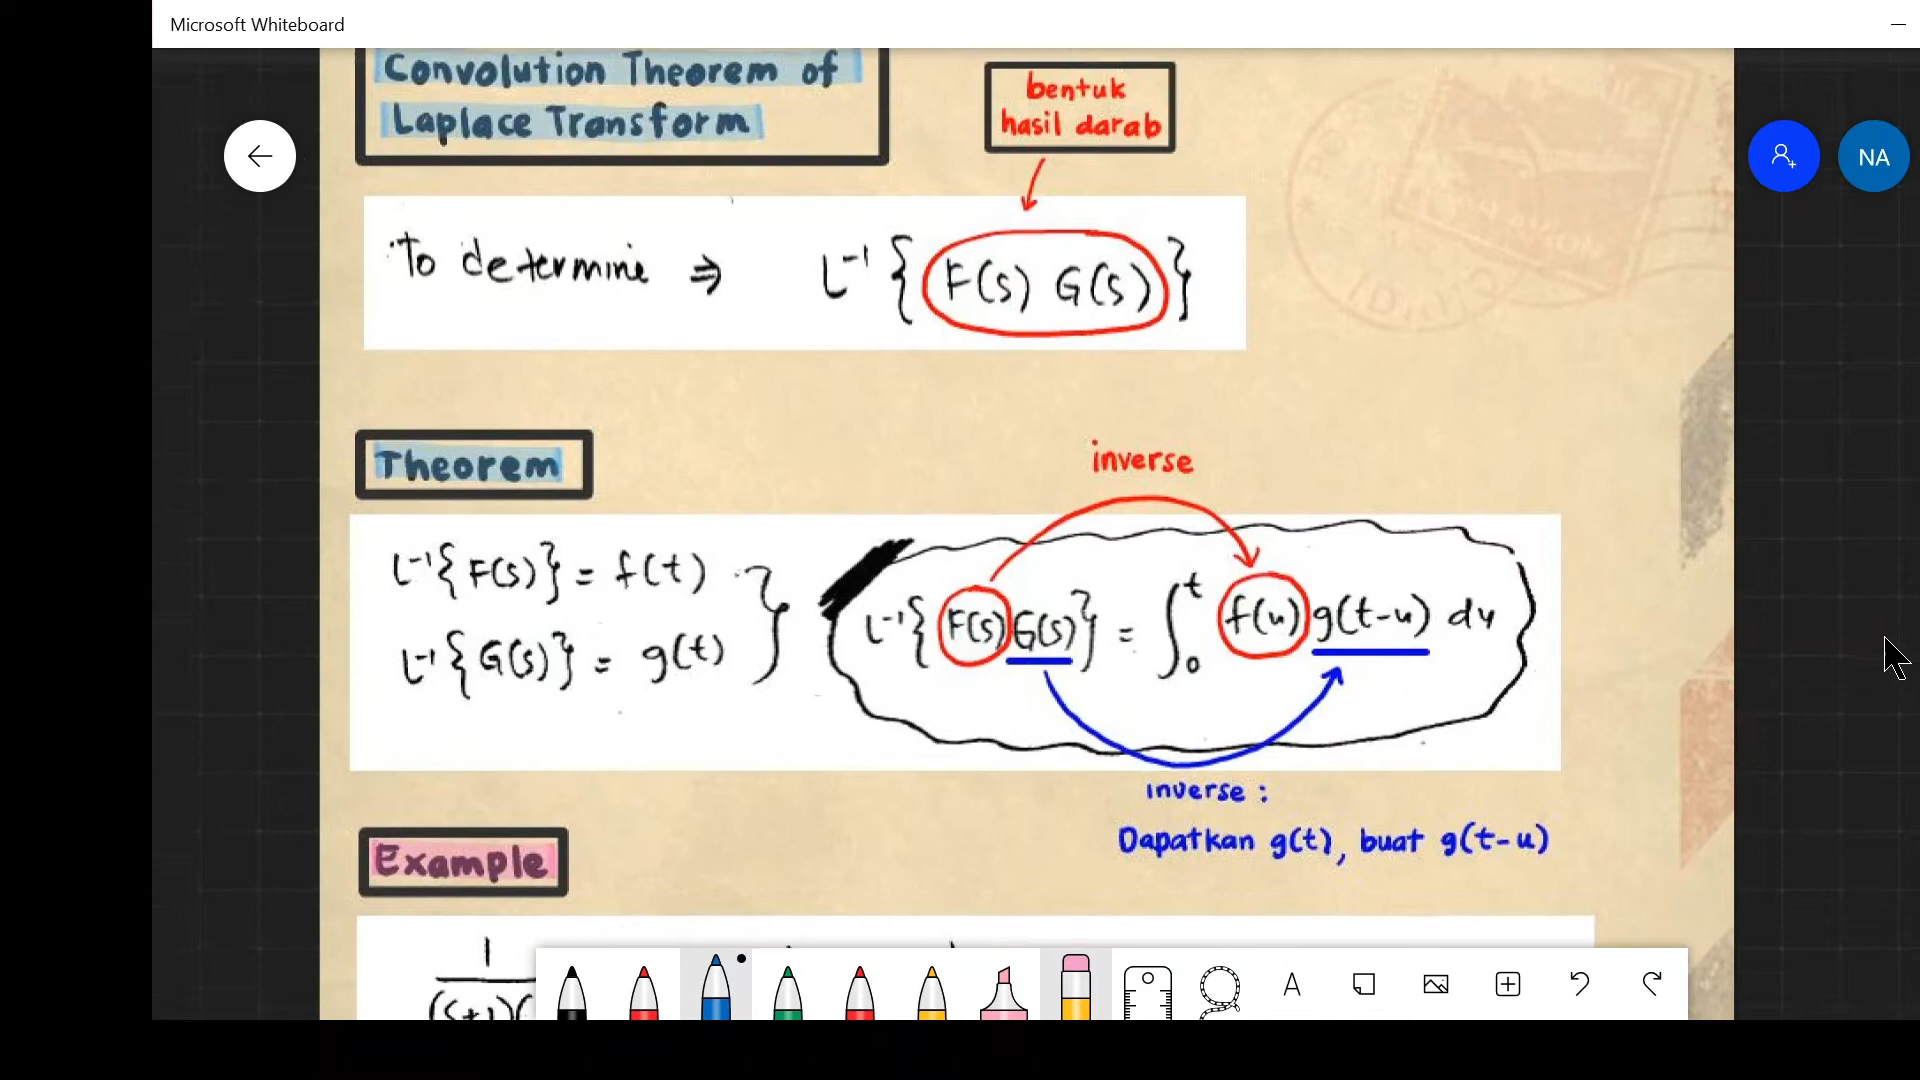 Microsoft Whiteboard
Convolution Theorem of
Laplace Transform
bentuk
hasil darab
NA
To determine ⇒ L⁻¹{F(s) G(s)}
Theorem
inverse
L⁻¹{F(s)} = f(t)
L⁻¹{G(s)} = g(t)
L⁻¹{F(s)G(s)} = ∫₀ᵗ f(u) g(t-u) du
inverse :
Dapatkan g(t), buat g(t-u)
Example
1
A